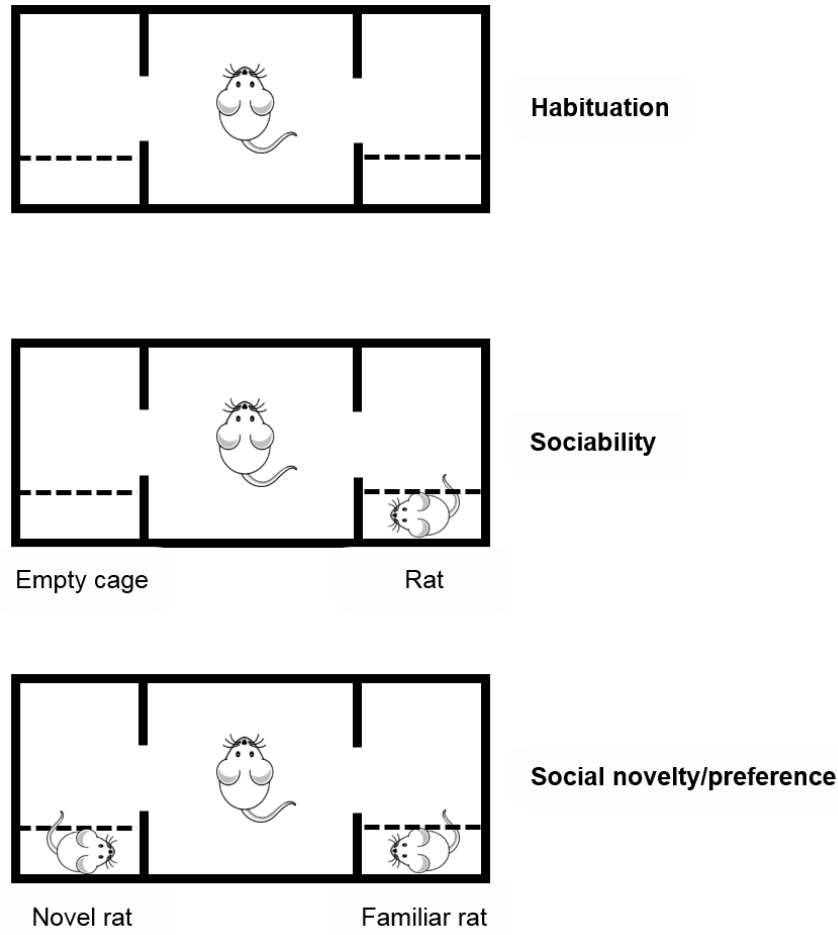 Habituation
Sociability
Empty cage
Rat
Social novelty/preference
Novel rat
Familiar rat